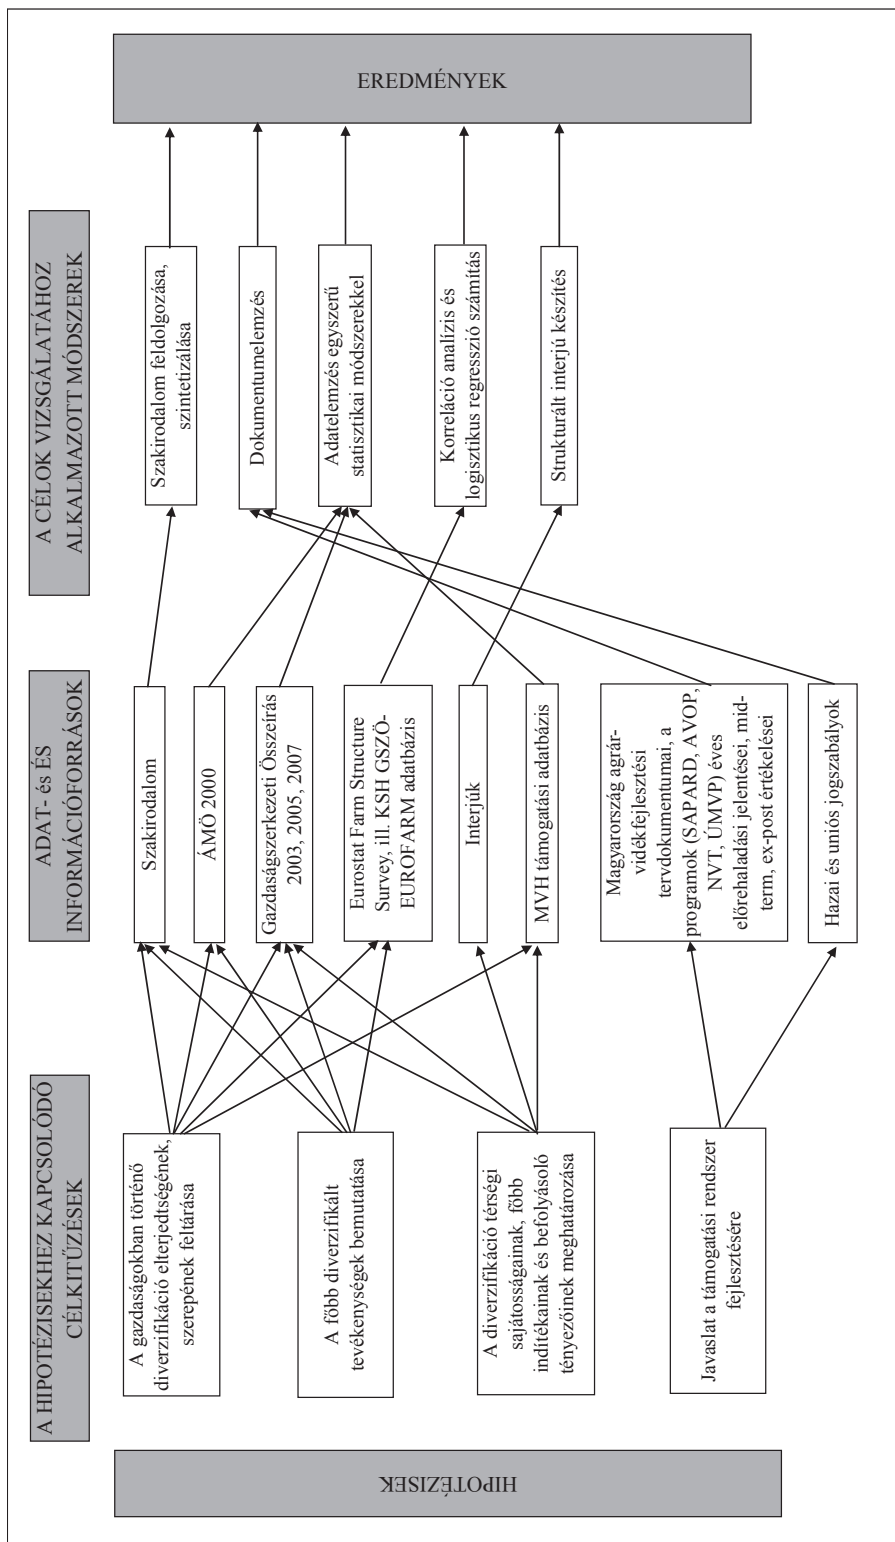 HIPOTÉZISEK
A HIPOTÉZISEKHEZ KAPCSOLÓDÓ
CÉLKITŰZÉSEK
A gazdaságokban történő
diverzifikáció elterjedtségének,
szerepének feltárása
A főbb diverzifikált
tevékenységek bemutatása
A diverzifikáció térségi
sajátosságainak, főbb
indítékainak és befolyásoló
tényezőinek meghatározása
Javaslat a támogatási rendszer
fejlesztésére
ADAT- és ÉS
INFORMÁCIÓFORRÁSOK
Szakirodalom
ÁMÖ 2000
Gazdaságszerkezeti Összeírás
2003, 2005, 2007
Eurostat Farm Structure
Survey, ill. KSH GSZÖ-
EUROFARM adatbázis
Interjúk
MVH támogatási adatbázis
Magyarország agrár-
vidékfejlesztési
tervdokumentumai, a
programok (SAPARD, AVOP,
NVT, ÚMVP) éves
előrehaladási jelentései, mid-
term, ex-post értékelései
Hazai és uniós jogszabályok
A CÉLOK VIZSGÁLATÁHOZ
ALKALMAZOTT MÓDSZEREK
Szakirodalom feldolgozása,
szintetizálása
Dokumentumelemzés
Adatelemzés egyszerű
statisztikai módszerekkel
Korreláció analízis és
logisztikus regresszió számítás
Strukturált interjú készítés
EREDMÉNYEK